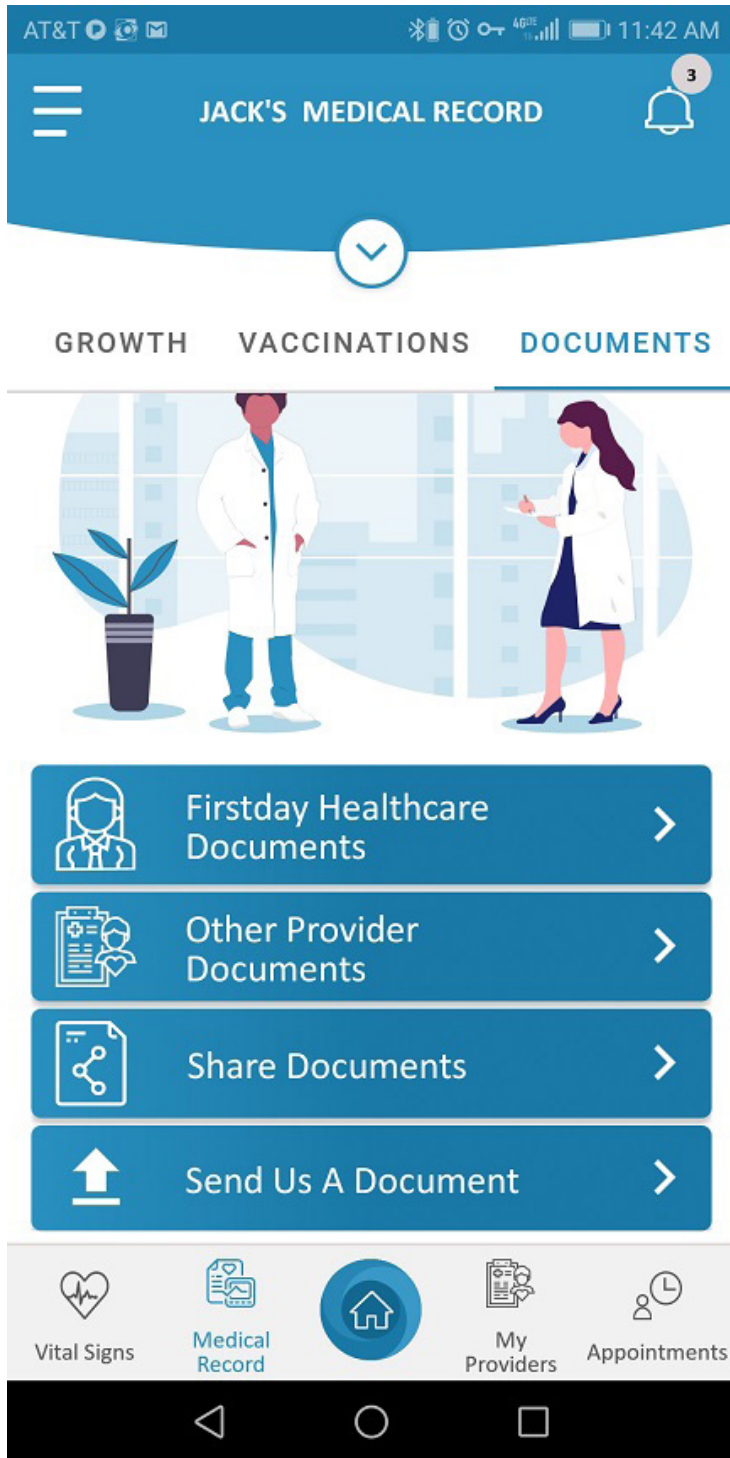 AT&T 11:42 AM
3
JACK'S MEDICAL RECORD
GROWTH VACCINATIONS DOCUMENTS
Firstday Healthcare
Documents
Other Provider
Documents
Share Documents
Send Us A Document
Vital Signs
Medical
Record
My
Providers
Appointments